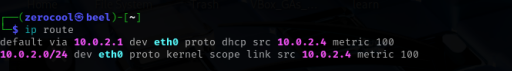 ┌──(zerocool㉿beel)-[~]
└─$ ip route
default via 10.0.2.1 dev eth0 proto dhcp src 10.0.2.4 metric 100
10.0.2.0/24 dev eth0 proto kernel scope link src 10.0.2.4 metric 100